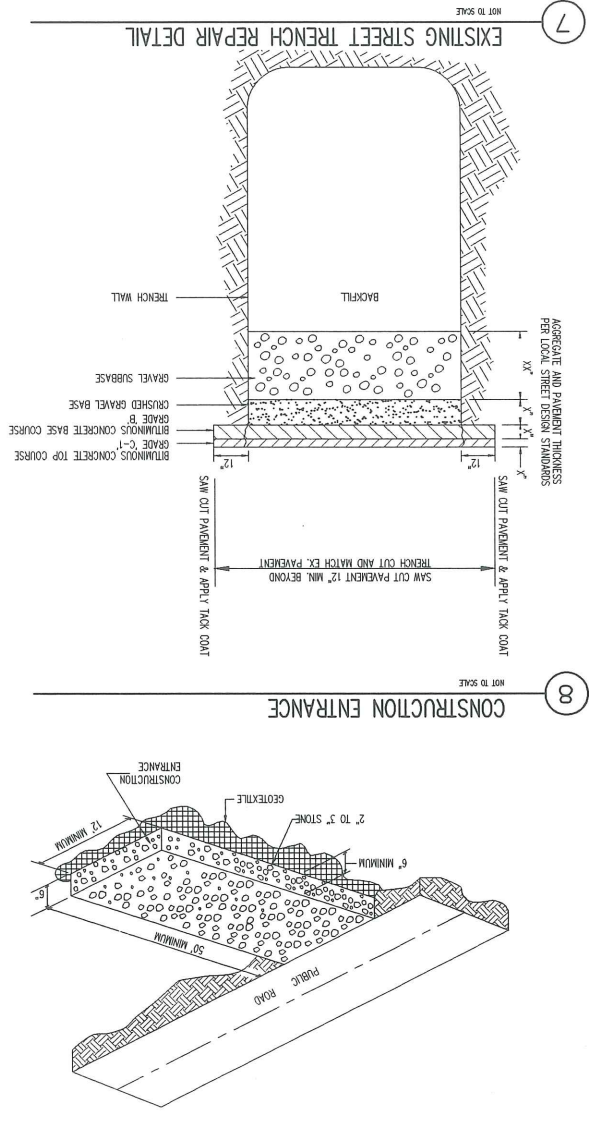 PUBLIC ROAD
50' MINIMUM
6"
12' MINIMUM
6" MINIMUM
2" TO 3" STONE
GEOTEXTILE
CONSTRUCTION
ENTRANCE
8
CONSTRUCTION ENTRANCE
NOT TO SCALE
SAW CUT PAVEMENT & APPLY TACK COAT
SAW CUT PAVEMENT 12" MIN. BEYOND
TRENCH CUT AND MATCH EX. PAVEMENT
SAW CUT PAVEMENT & APPLY TACK COAT
12"
12"
X"
X"
X"
XX"
AGGREGATE AND PAVEMENT THICKNESS
PER LOCAL STREET DESIGN STANDARDS
BITUMINOUS CONCRETE TOP COURSE
GRADE 'C-1'
BITUMINOUS CONCRETE BASE COURSE
GRADE 'B'
CRUSHED GRAVEL BASE
GRAVEL SUBBASE
BACKFILL
TRENCH WALL
7
EXISTING STREET TRENCH REPAIR DETAIL
NOT TO SCALE